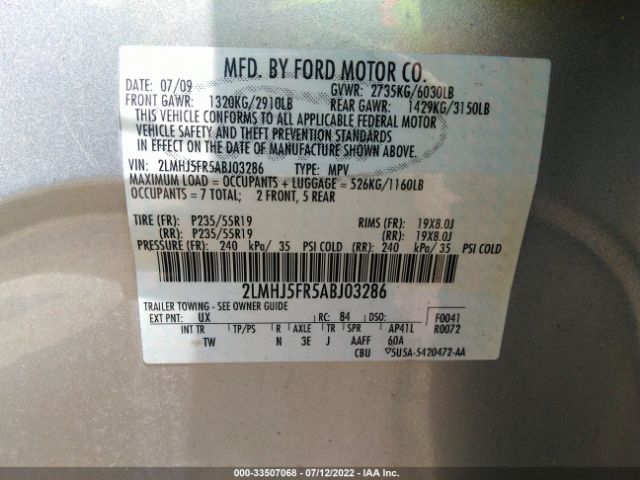 MFD. BY FORD MOTOR CO.
DATE: 07/09 GVWR: 2735KG/6030LB
FRONT GAWR: 1320KG/2910LB REAR GAWR: 1429KG/3150LB
THIS VEHICLE CONFORMS TO ALL APPLICABLE FEDERAL MOTOR
VEHICLE SAFETY AND THEFT PREVENTION STANDARDS
IN EFFECT ON THE DATE OF MANUFACTURE SHOWN ABOVE.
VIN: 2LMHJ5FR5ABJ03286 TYPE: MPV
MAXIMUM LOAD = OCCUPANTS + LUGGAGE = 526KG/1160LB
OCCUPANTS = 7 TOTAL; 2 FRONT, 5 REAR
TIRE (FR): P235/55R19 RIMS (FR): 19X8.0J
(RR): P235/55R19 (RR): 19X8.0J
PRESSURE (FR): 240 kPa/ 35 PSI COLD (RR): 240 kPa/ 35 PSI COLD
2LMHJ5FR5ABJ03286
TRAILER TOWING - SEE OWNER GUIDE
EXT PNT: UX RC: 84 DSO: F0041
INT TR TP/PS R AXLE TR SPR AP41L R0072
TW N 3E J AAFF 60A
CBU ▽5U5A-5420472-AA
000-33507068 - 07/12/2022 - IAA Inc.